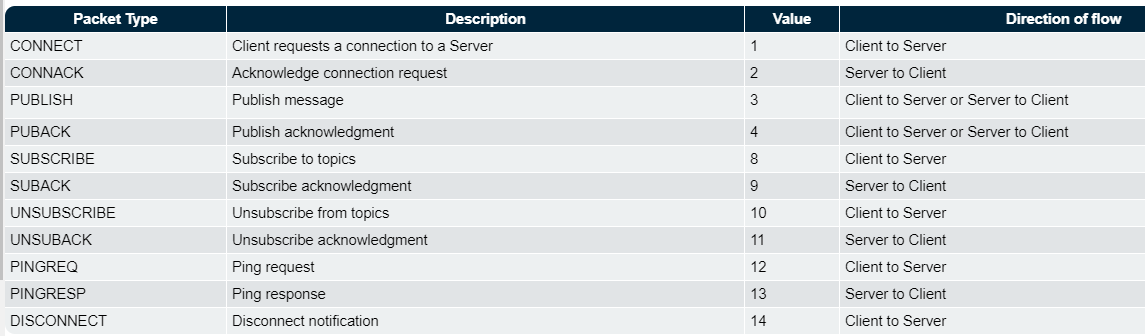 Packet Type Description Value Direction of flow
CONNECT Client requests a connection to a Server 1 Client to Server
CONNACK Acknowledge connection request 2 Server to Client
PUBLISH Publish message 3 Client to Server or Server to Client
PUBACK Publish acknowledgment 4 Client to Server or Server to Client
SUBSCRIBE Subscribe to topics 8 Client to Server
SUBACK Subscribe acknowledgment 9 Server to Client
UNSUBSCRIBE Unsubscribe from topics 10 Client to Server
UNSUBACK Unsubscribe acknowledgment 11 Server to Client
PINGREQ Ping request 12 Client to Server
PINGRESP Ping response 13 Server to Client
DISCONNECT Disconnect notification 14 Client to Server